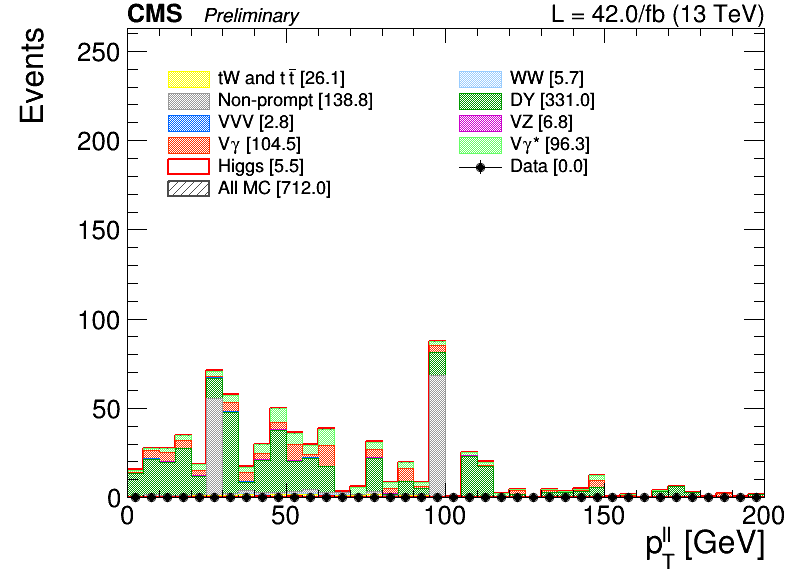 CMS Preliminary L = 42.0/fb (13 TeV)
Events
250
200
150
100
50
0
tW and tt̄ [26.1] WW [5.7]
Non-prompt [138.8] DY [331.0]
VVV [2.8] VZ [6.8]
Vγ [104.5] Vγ* [96.3]
Higgs [5.5] Data [0.0]
All MC [712.0]
0 50 100 150 200
p_T^ll [GeV]